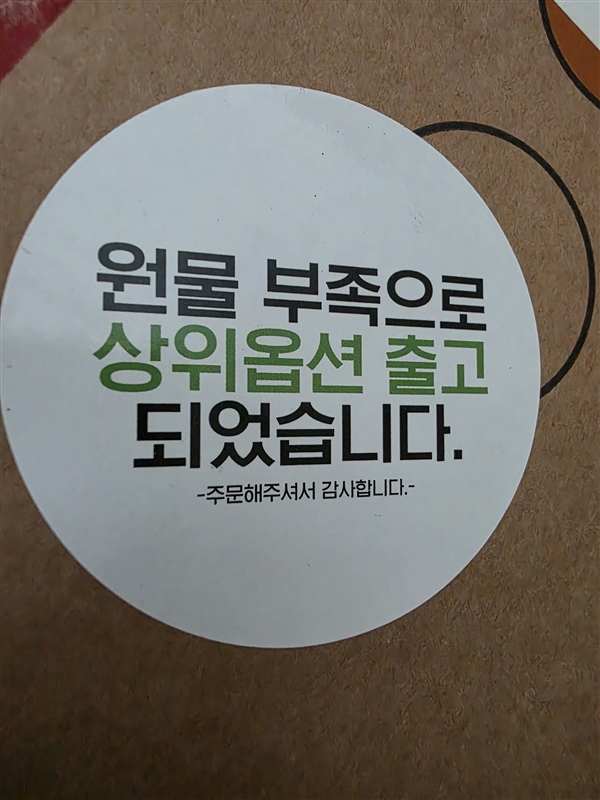 원물 부족으로
상위옵션 출고
되었습니다.
-주문해주셔서 감사합니다.-